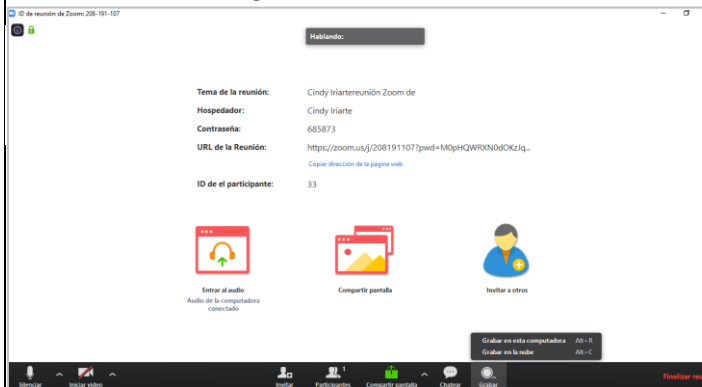 ID de reunión de Zoom: 208-191-107
Hablando:
Tema de la reunión: Cindy Iriartereunión Zoom de
Hospedador: Cindy Iriarte
Contraseña: 685873
URL de la Reunión: https://zoom.us/j/208191107?pwd=M0pHQWRXN0dOKzJq...
Copiar dirección de la página web
ID de el participante: 33
Entrar al audio
Audio de la computadora
conectado
Compartir pantalla
Invitar a otros
Grabar en esta computadora Alt+R
Grabar en la nube Alt+C
Silenciar
Iniciar video
Invitar
Participantes
1
Compartir pantalla
Chatear
Grabar
Finalizar reu